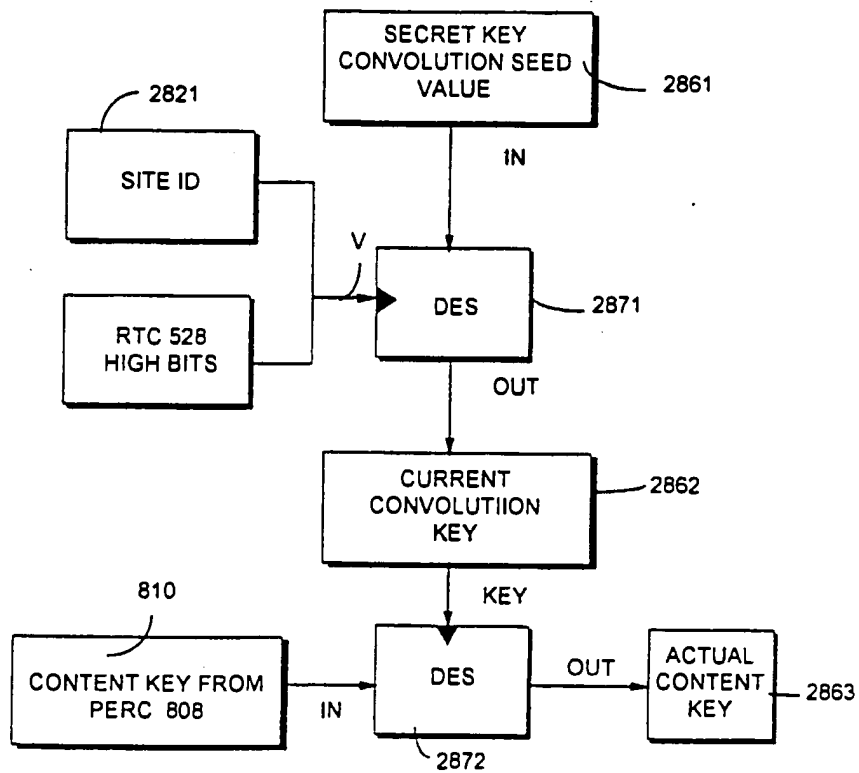 SECRET KEY
CONVOLUTION SEED
VALUE
2861
2821
IN
SITE ID
V
DES
2871
RTC 528
HIGH BITS
OUT
CURRENT
CONVOLUTIION
KEY
2862
KEY
810
CONTENT KEY FROM
PERC 808
IN
DES
OUT
ACTUAL
CONTENT
KEY
2863
2872